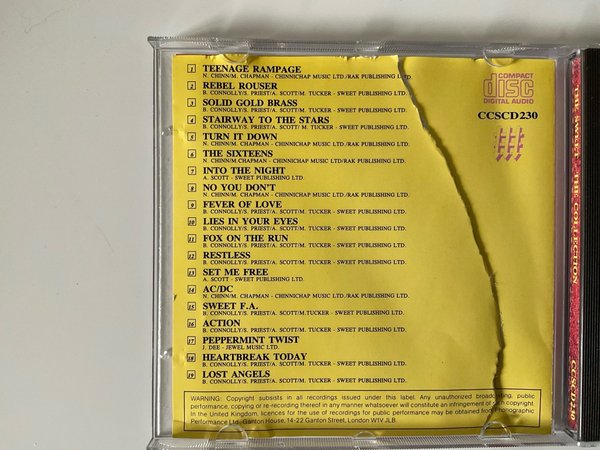 1 TEENAGE RAMPAGE
N. CHINN/M. CHAPMAN - CHINNICHAP MUSIC LTD./RAK PUBLISHING LTD.
2 REBEL ROUSER
B. CONNOLLY/S. PRIEST/A. SCOTT/M. TUCKER - SWEET PUBLISHING LTD.
3 SOLID GOLD BRASS
B. CONNOLLY/S. PRIEST/A. SCOTT/M. TUCKER - SWEET PUBLISHING LTD.
4 STAIRWAY TO THE STARS
B. CONNOLLY/S. PRIEST/A. SCOTT/ M. TUCKER - SWEET PUBLISHING LTD.
5 TURN IT DOWN
N. CHINN/M. CHAPMAN - CHINNICHAP MUSIC LTD./RAK PUBLISHING LTD.
6 THE SIXTEENS
N. CHINN/M.CHAPMAN - CHINNICHAP MUSIC LTD/RAK PUBLISHING LTD.
7 INTO THE NIGHT
A. SCOTT - SWEET PUBLISHING LTD.
8 NO YOU DON'T
N. CHINN/M. CHAPMAN - CHINNICHAP MUSIC LTD./RAK PUBLISHING LTD.
9 FEVER OF LOVE
B. CONNOLLY/S. PRIEST/A. SCOTT/M. TUCKER - SWEET PUBLISHING LTD.
10 LIES IN YOUR EYES
B. CONNOLLY/S. PRIEST/A. SCOTT/M. TUCKER - SWEET PUBLISHING LTD.
11 FOX ON THE RUN
B. CONNOLLY/S. PRIEST/A. SCOTT/M. TUCKER - SWEET PUBLISHING LTD.
12 RESTLESS
B. CONNOLLY/S. PRIEST/A. SCOTT/M. TUCKER - SWEET PUBLISHING LTD.
13 SET ME FREE
A. SCOTT - SWEET PUBLISHING LTD.
14 AC/DC
N. CHINN/M. CHAPMAN - CHINNICHAP MUSIC LTD./RAK PUBLISHING LTD.
15 SWEET F.A.
B. CONNOLLY/S. PRIEST/A. SCOTT/M.TUCKER - SWEET PUBLISHING LTD.
16 ACTION
B. CONNOLLY/S. PRIEST/A. SCOTT/M. TUCKER - SWEET PUBLISHING LTD.
17 PEPPERMINT TWIST
J. DEE - JEWEL MUSIC LTD.
18 HEARTBREAK TODAY
B. CONNOLLY/S. PRIEST/A. SCOTT/M. TUCKER - SWEET PUBLISHING LTD.
19 LOST ANGELS
B. CONNOLLY/S. PRIEST/A. SCOTT/M. TUCKER - SWEET PUBLISHING LTD.
WARNING: Copyright subsists in all recordings issued under this label. Any unauthorized broadcasting, public
performance, copying or re-recording thereof in any manner whatsoever will constitute an infringement of such copyright.
In the United Kingdom, licences for the use of recordings for public performance may be obtained from Phonographic
Performance Ltd., Ganton House, 14-22 Ganton Street, London W1V 1LB
COMPACT
disc
DIGITAL AUDIO
CCSCD230
THE SWEET THE COLLECTION CCSCD230